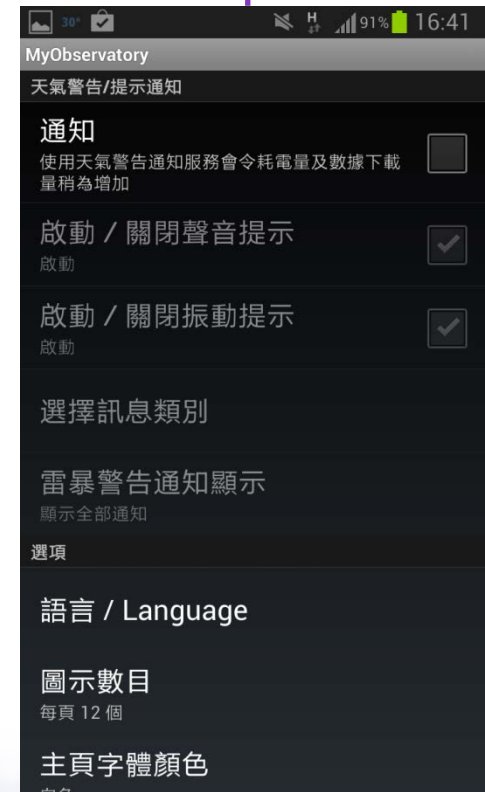 30° H 91% 16:41
MyObservatory
天氣警告/提示通知
通知
使用天氣警告通知服務會令耗電量及數據下載
量稍為增加
啟動 / 關閉聲音提示
啟動
啟動 / 關閉振動提示
啟動
選擇訊息類別
雷暴警告通知顯示
顯示全部通知
選項
語言 / Language
圖示數目
每頁 12 個
主頁字體顏色